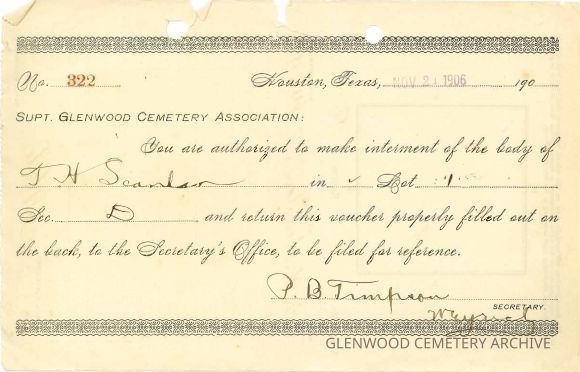 No. 322 Houston, Texas, NOV 2 1906 190
SUPT. GLENWOOD CEMETERY ASSOCIATION:
You are authorized to make interment of the body of
T. H. Scanlan in Lot 1
Sec. D and return this voucher properly filled out on
the back, to the Secretary's Office, to be filed for reference.
P. B. Timpson
SECRETARY.
GLENWOOD CEMETERY ARCHIVE